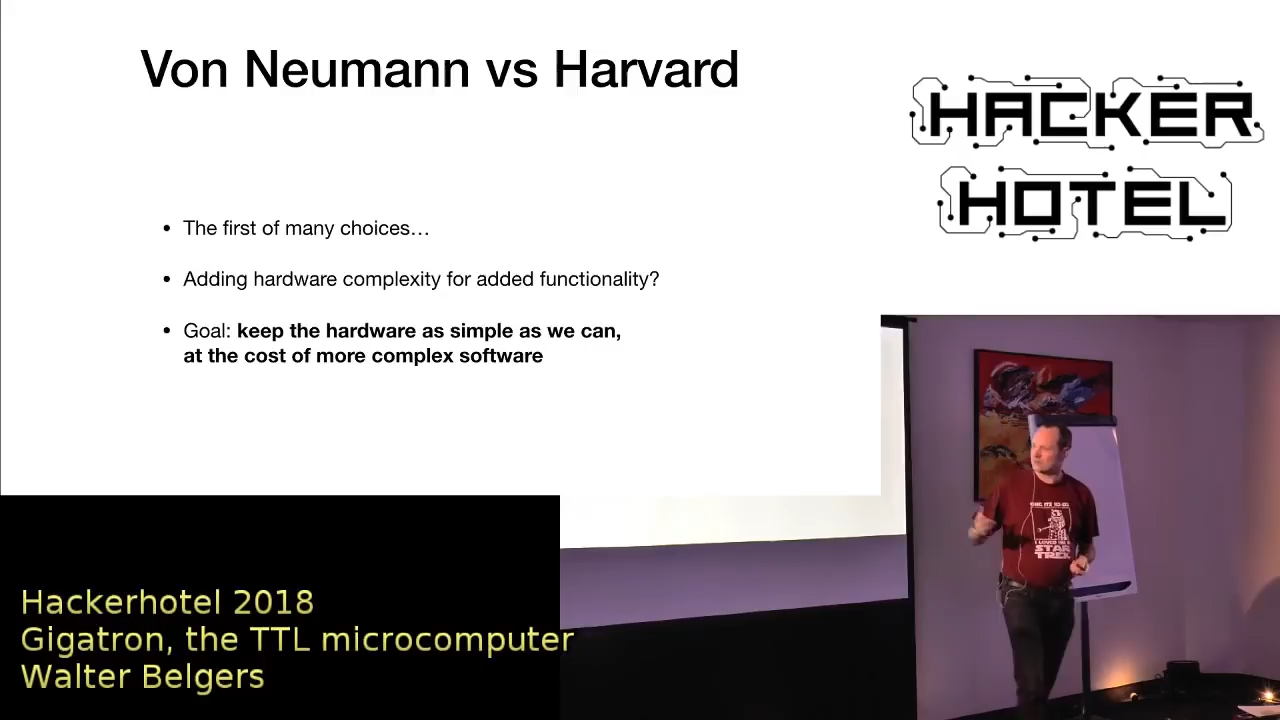 Von Neumann vs Harvard
The first of many choices…
Adding hardware complexity for added functionality?
Goal: keep the hardware as simple as we can,
at the cost of more complex software
HACKER
HOTEL
STAR
TREK
Hackerhotel 2018
Gigatron, the TTL microcomputer
Walter Belgers